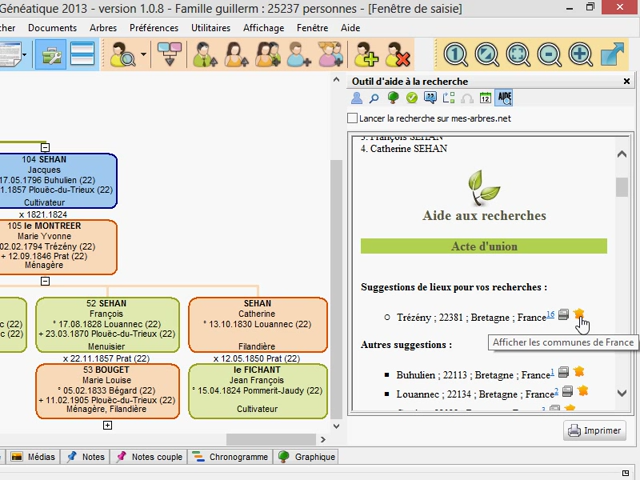 Généatique 2013 - version 1.0.8 - Famille guillerm : 25237 personnes - [Fenêtre de saisie]
cher Documents Arbres Préférences Utilitaires Affichage Fenêtre Aide
Outil d'aide à la recherche
Lancer la recherche sur mes-arbres.net
3. François SEHAN
4. Catherine SEHAN
Aide aux recherches
Acte d'union
Suggestions de lieux pour vos recherches :
Trézény ; 22381 ; Bretagne ; France16
Afficher les communes de France
Autres suggestions :
Buhulien ; 22113 ; Bretagne ; France1
Louannec ; 22134 ; Bretagne ; France2
Imprimer
104 SEHAN
Jacques
17.05.1796 Buhulien (22)
1.1857 Plouëc-du-Trieux (22)
Cultivateur
x 1821.1824
105 le MONTREER
Marie Yvonne
02.02.1794 Trézény (22)
+ 12.09.1846 Prat (22)
Ménagère
c (22)
c (22)
52 SEHAN
François
° 17.08.1828 Louannec (22)
+ 23.03.1870 Plouëc-du-Trieux (22)
Menuisier
x 22.11.1857 Prat (22)
53 BOUGET
Marie Louise
° 05.02.1833 Bégard (22)
+ 11.02.1905 Plouëc-du-Trieux (22)
Ménagère, Filandière
SEHAN
Catherine
° 13.10.1830 Louannec (22)
Filandière
x 12.05.1850 Prat (22)
le FICHANT
Jean François
° 15.04.1824 Pommerit-Jaudy (22)
Cultivateur
Médias Notes Notes couple Chronogramme Graphique